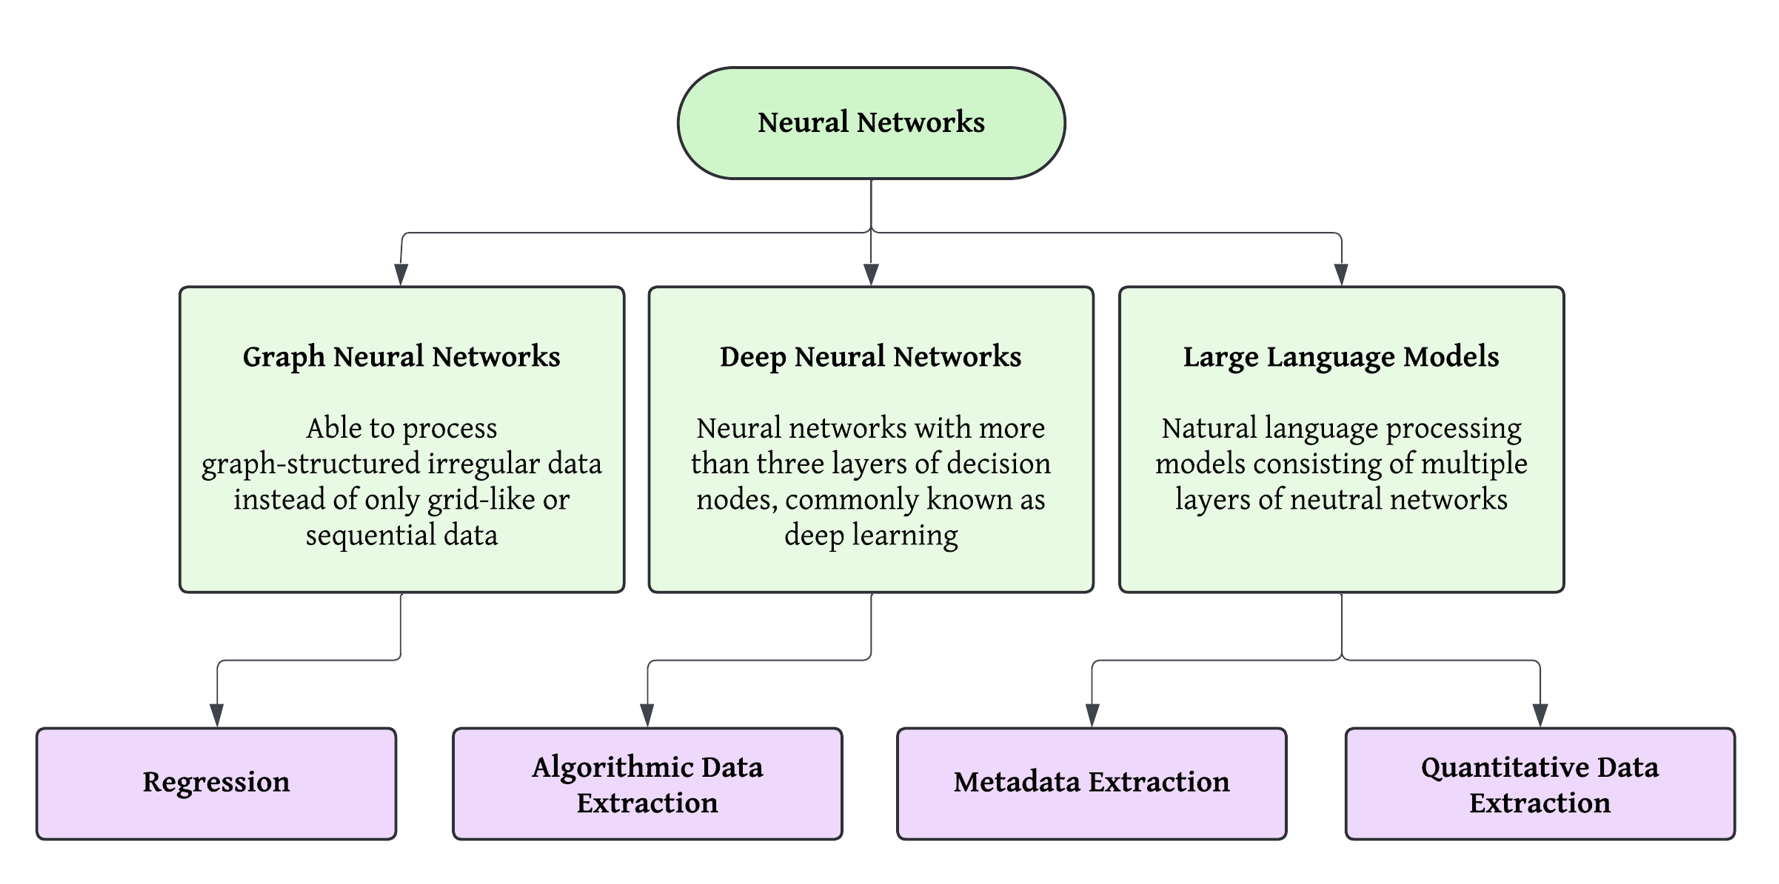 Neural Networks
Graph Neural Networks
Able to process
graph-structured irregular data
instead of only grid-like or
sequential data
Deep Neural Networks
Neural networks with more
than three layers of decision
nodes, commonly known as
deep learning
Large Language Models
Natural language processing
models consisting of multiple
layers of neutral networks
Regression
Algorithmic Data
Extraction
Metadata Extraction
Quantitative Data
Extraction